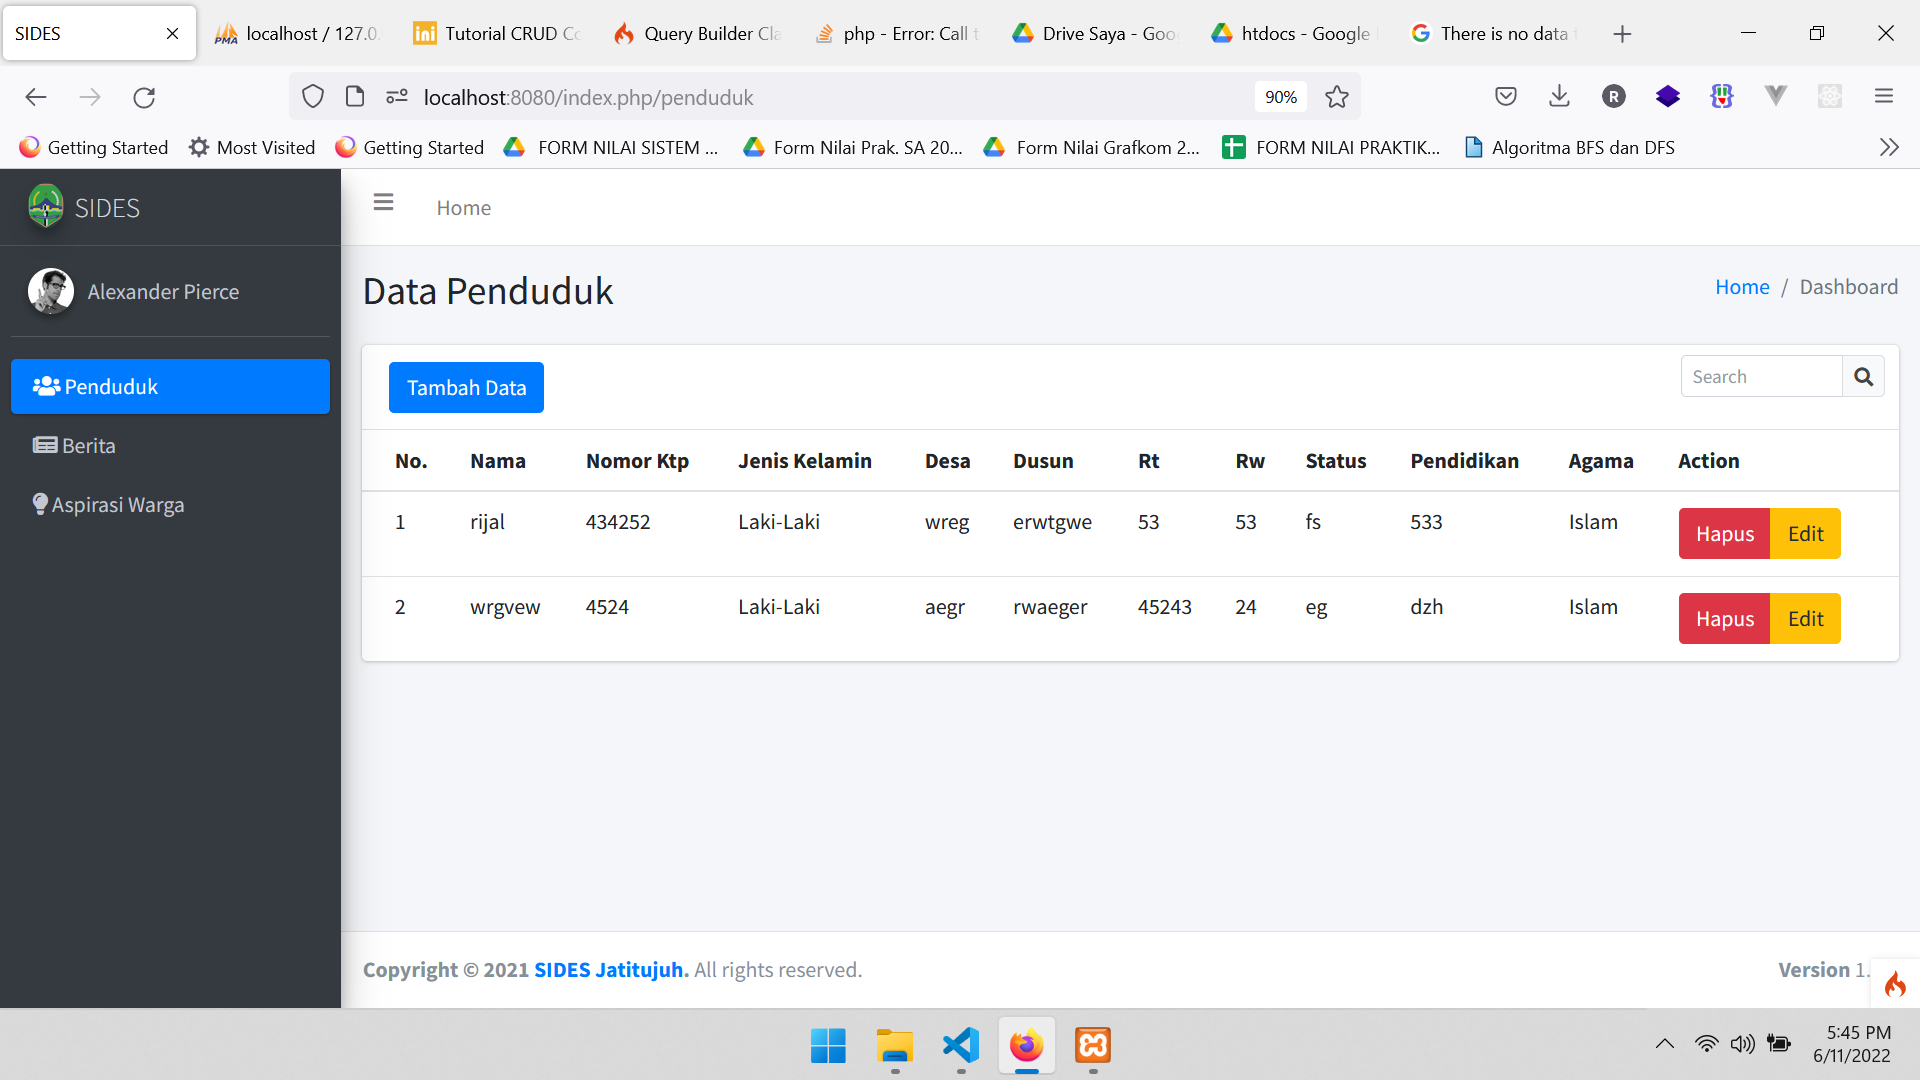 SIDES
localhost / 127.0.
Tutorial CRUD Co
Query Builder Cla
php - Error: Call t
Drive Saya - Goo
htdocs - Google
There is no data
localhost:8080/index.php/penduduk
90%
Getting Started
Most Visited
Getting Started
FORM NILAI SISTEM ...
Form Nilai Prak. SA 20...
Form Nilai Grafkom 2...
FORM NILAI PRAKTIK...
Algoritma BFS dan DFS
SIDES
Home
Alexander Pierce
Data Penduduk
Home / Dashboard
Penduduk
Berita
Aspirasi Warga
Tambah Data
Search
No. Nama Nomor Ktp Jenis Kelamin Desa Dusun Rt Rw Status Pendidikan Agama Action
1 rijal 434252 Laki-Laki wreg erwtgwe 53 53 fs 533 Islam Hapus Edit
2 wrgvew 4524 Laki-Laki aegr rwaeger 45243 24 eg dzh Islam Hapus Edit
Copyright © 2021 SIDES Jatitujuh. All rights reserved.
Version 1.
5:45 PM
6/11/2022